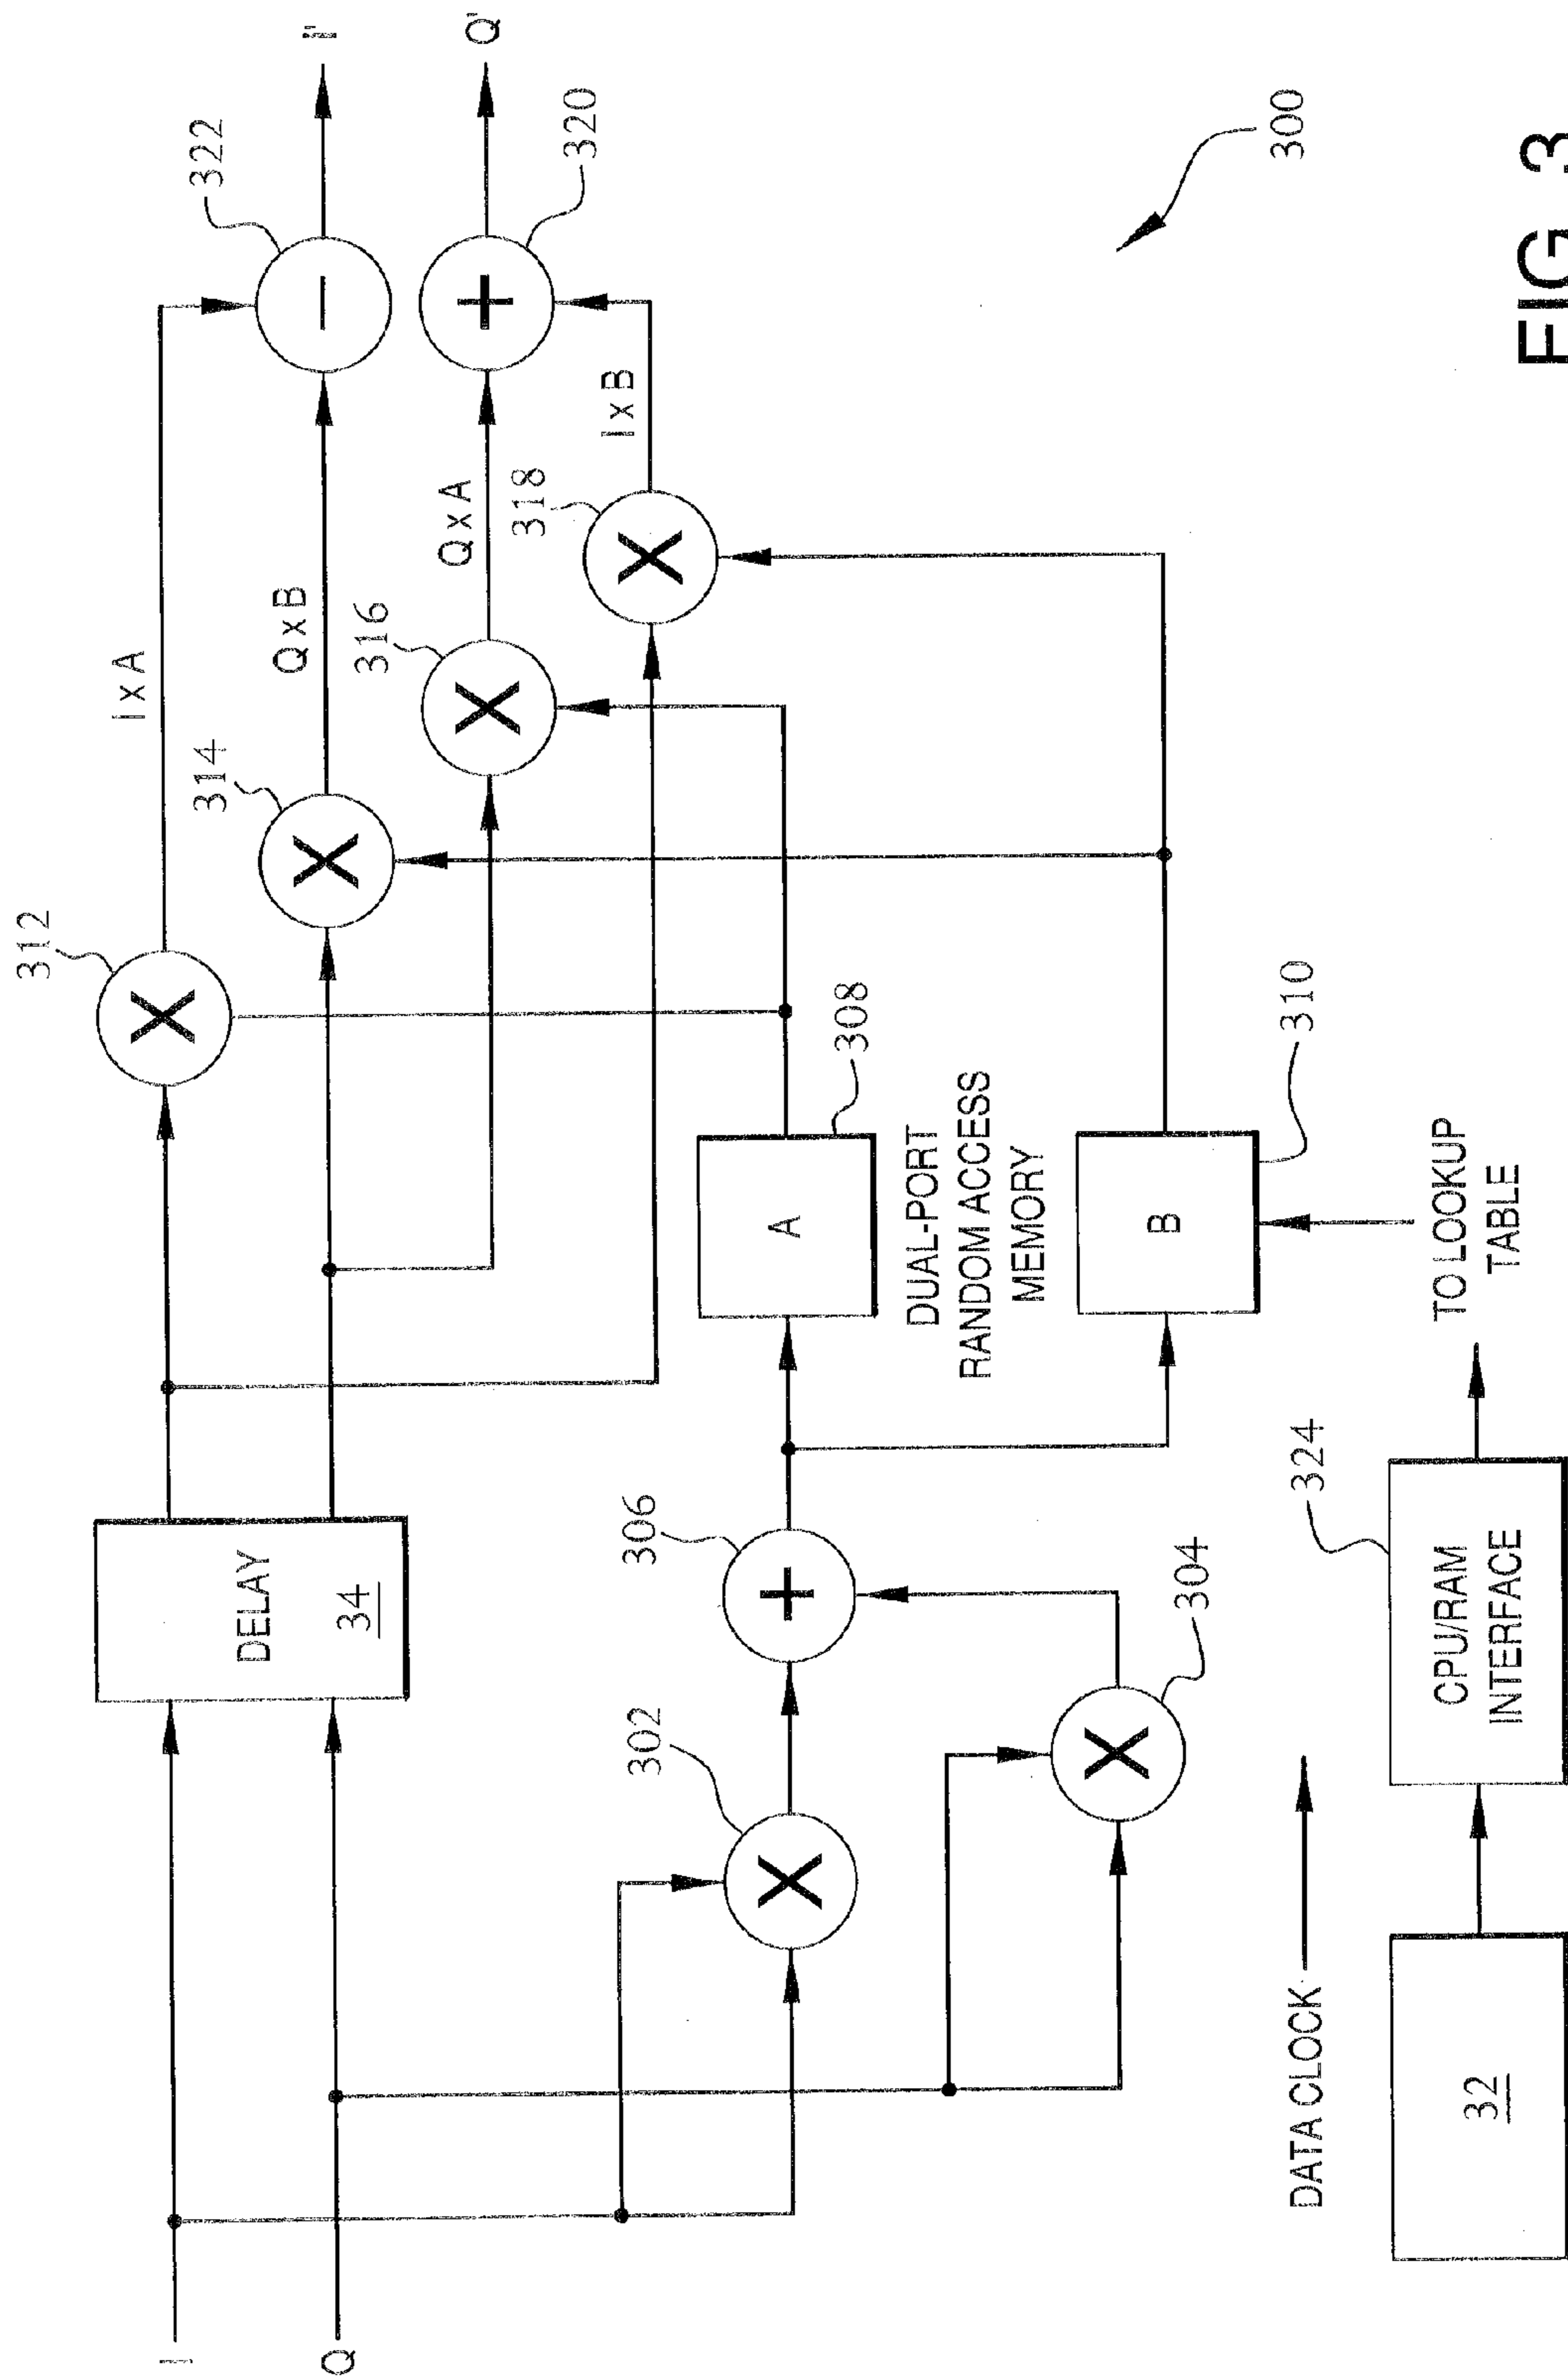 I
Q
DELAY
34
302
304
306
A
308
DUAL-PORT
RANDOM ACCESS
MEMORY
B
310
TO LOOKUP
TABLE
312
314
316
318
I x A
Q x B
Q x A
I x B
322
320
I'
Q'
300
DATA CLOCK
32
CPU/RAM
INTERFACE
324
FIG. 3